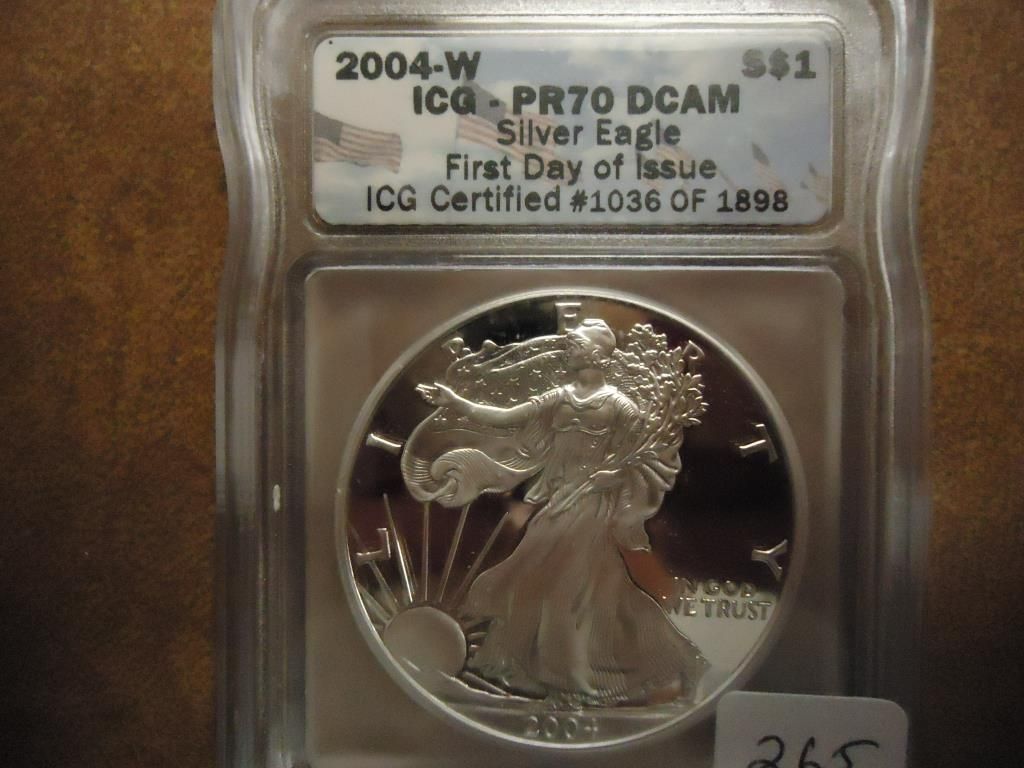 2004-W S$1
ICG - PR70 DCAM
Silver Eagle
First Day of Issue
ICG Certified #1036 OF 1898
LIBERTY
IN GOD
WE TRUST
2004
265